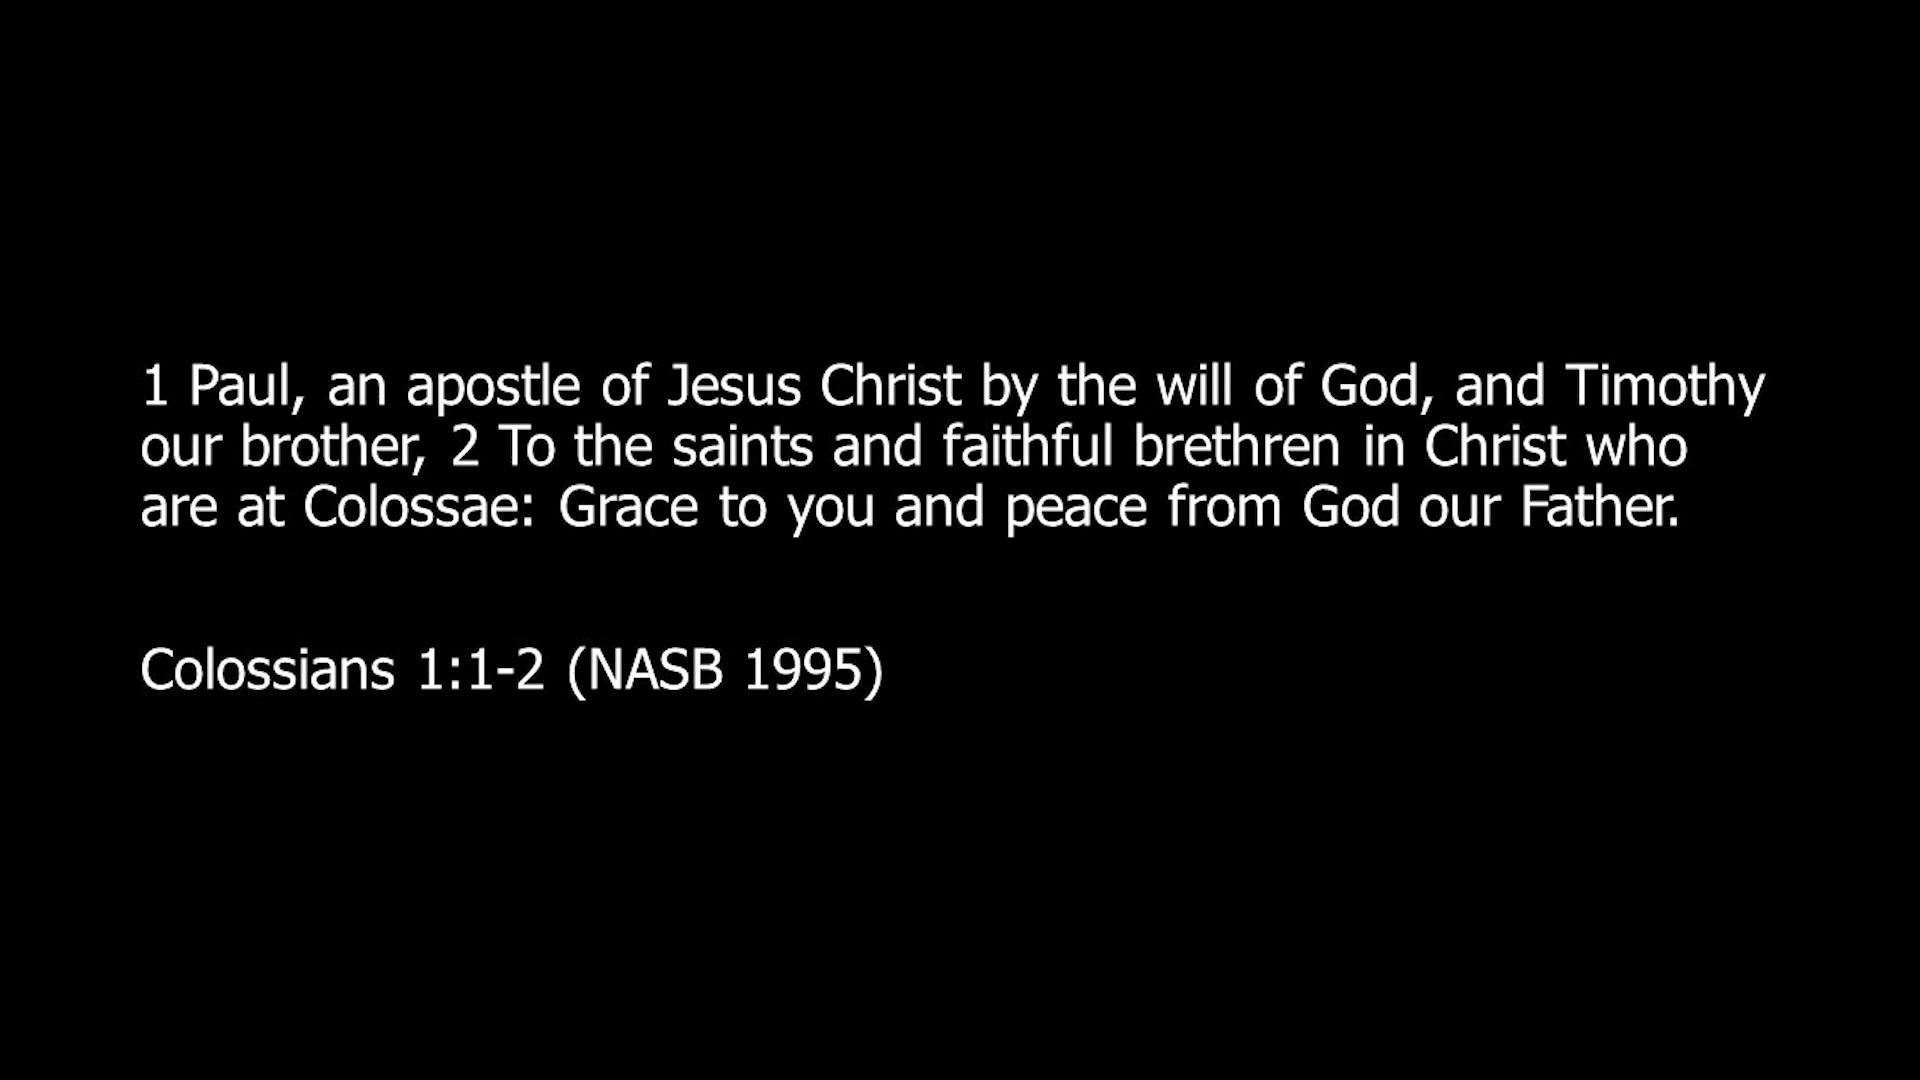 1 Paul, an apostle of Jesus Christ by the will of God, and Timothy
our brother, 2 To the saints and faithful brethren in Christ who
are at Colossae: Grace to you and peace from God our Father.
Colossians 1:1-2 (NASB 1995)